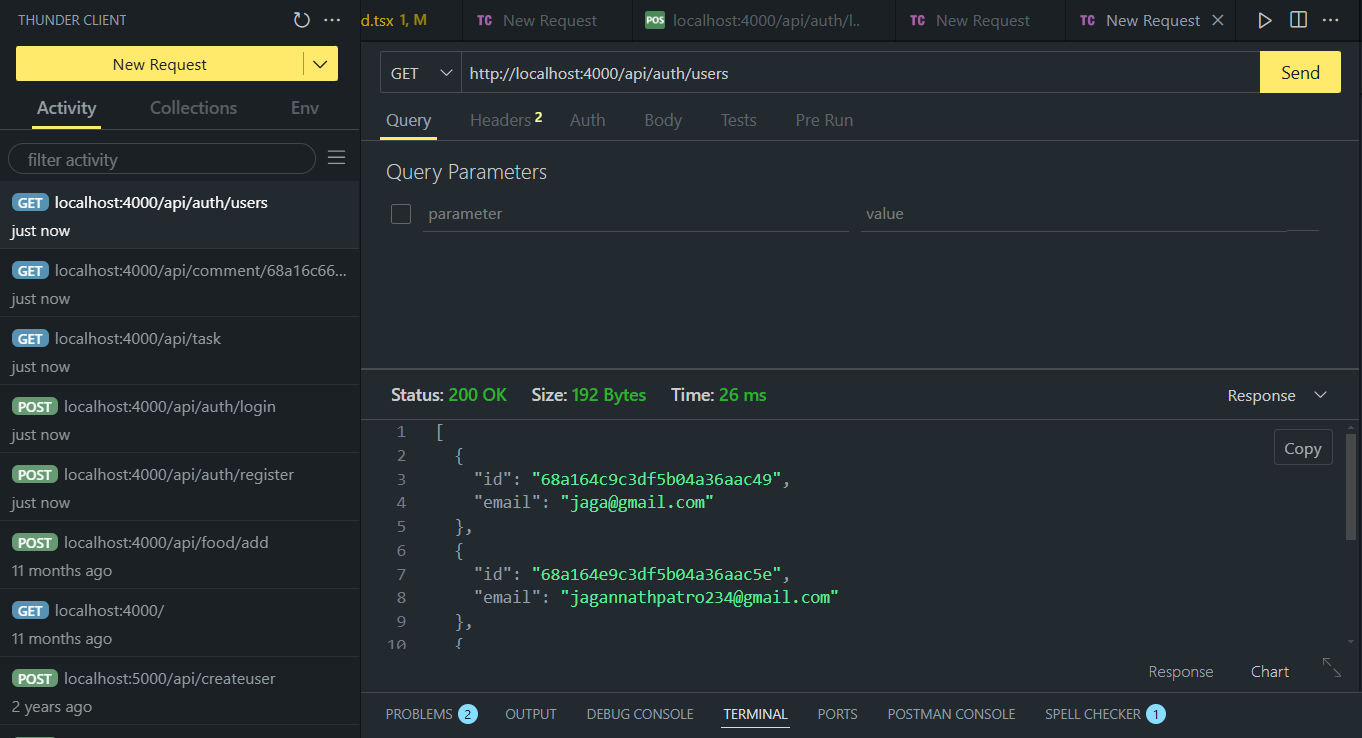 THUNDER CLIENT
New Request
Activity Collections Env
filter activity
GET localhost:4000/api/auth/users
just now
GET localhost:4000/api/comment/68a16c66...
just now
GET localhost:4000/api/task
just now
POST localhost:4000/api/auth/login
just now
POST localhost:4000/api/auth/register
just now
POST localhost:4000/api/food/add
11 months ago
GET localhost:4000/
11 months ago
POST localhost:5000/api/createuser
2 years ago
d.tsx 1, M
TC New Request
POS localhost:4000/api/auth/l..
TC New Request
TC New Request
GET http://localhost:4000/api/auth/users Send
Query Headers 2 Auth Body Tests Pre Run
Query Parameters
parameter value
Status: 200 OK Size: 192 Bytes Time: 26 ms Response
Copy
1 [
2 {
3 "id": "68a164c9c3df5b04a36aac49",
4 "email": "jaga@gmail.com"
5 },
6 {
7 "id": "68a164e9c3df5b04a36aac5e",
8 "email": "jagannathpatro234@gmail.com"
9 },
10 {
Response Chart
PROBLEMS 2 OUTPUT DEBUG CONSOLE TERMINAL PORTS POSTMAN CONSOLE SPELL CHECKER 1